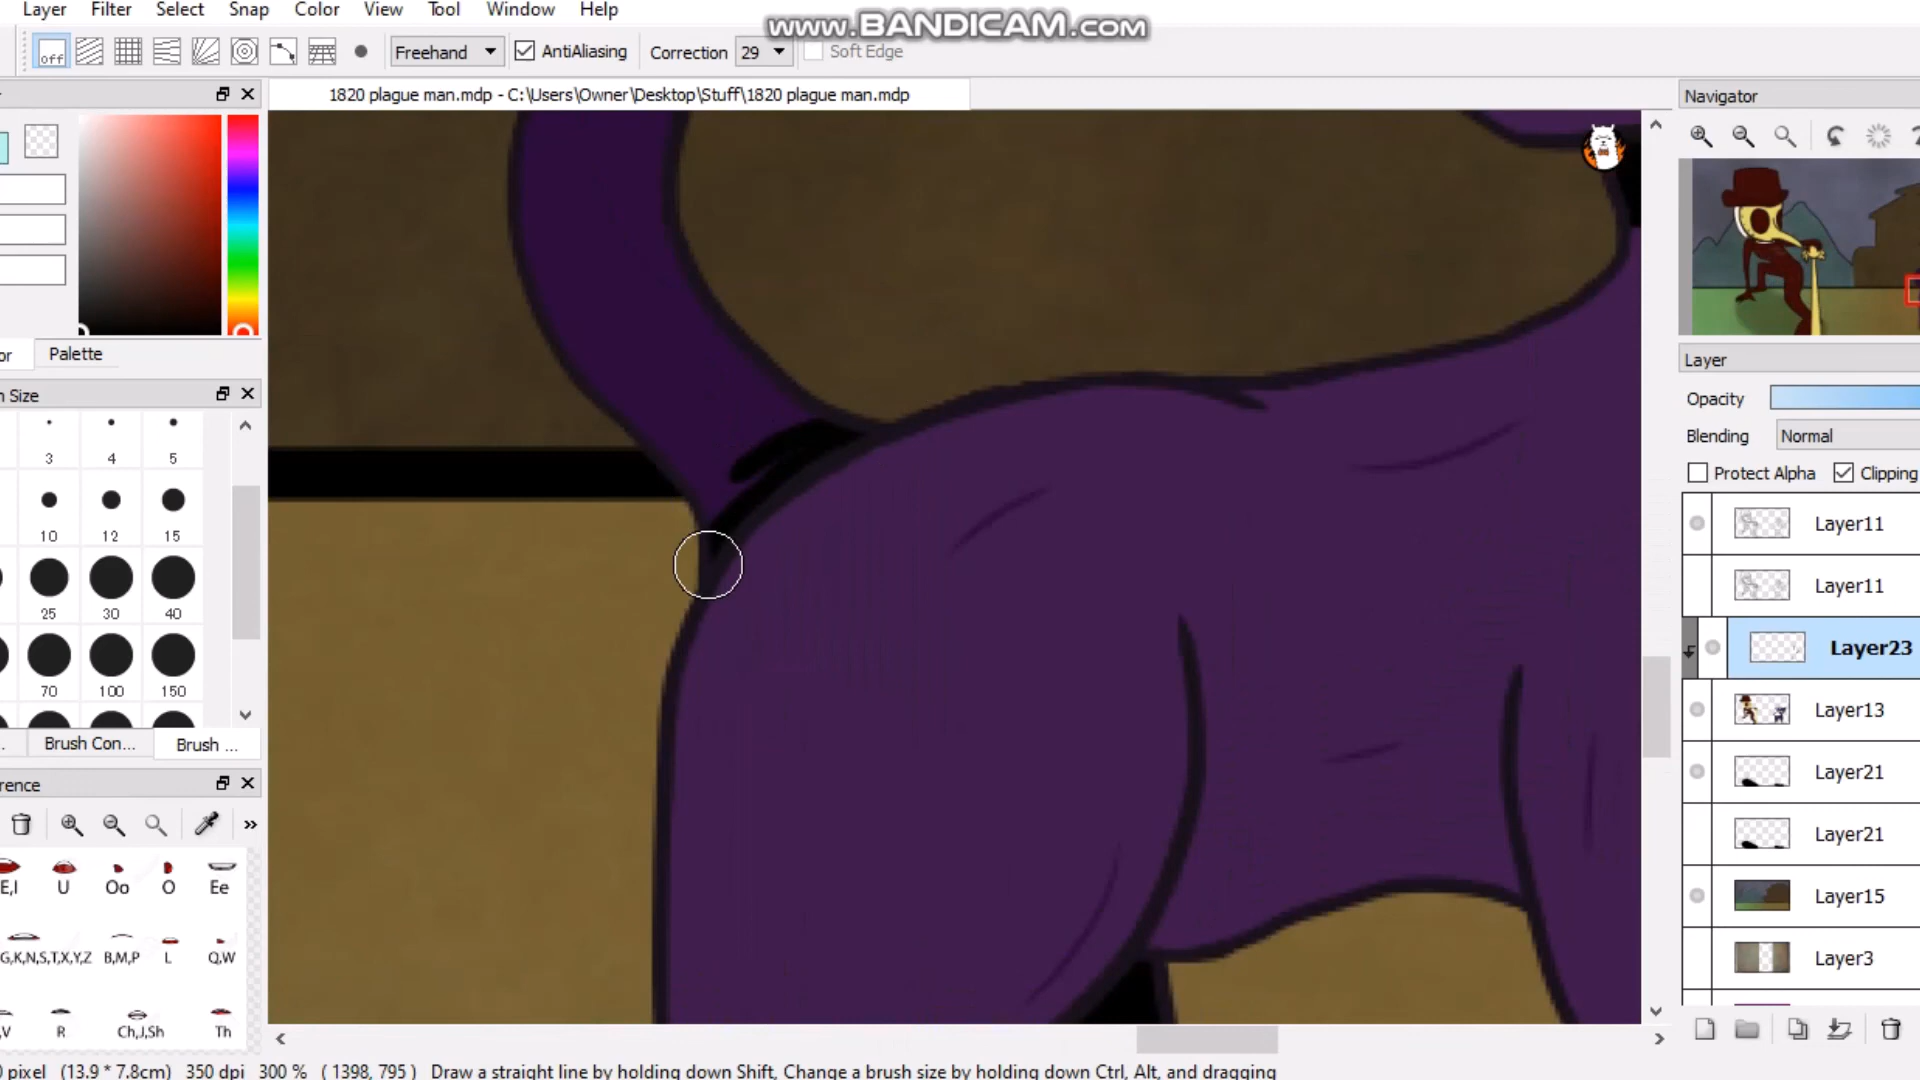 Layer Filter Select Snap Color View Tool Window Help
www.BANDICAM.com
off Freehand AntiAliasing Correction 29 Soft Edge
1820 plague man.mdp - C:\Users\Owner\Desktop\Stuff\1820 plague man.mdp
Navigator
Palette
Layer
Size
Opacity
Blending Normal
Protect Alpha Clipping
3 4 5
10 12 15
25 30 40
70 100 150
Layer11
Layer11
Layer23
Layer13
Layer21
Layer21
Layer15
Layer3
Brush Con... Brush ...
E,I U Oo O Ee
G,K,N,S,T,X,Y,Z B,M,P L Q,W
R Ch,J,Sh Th
pixel (13.9 * 7.8cm) 350 dpi 300 % ( 1398, 795 ) Draw a straight line by holding down Shift, Change a brush size by holding down Ctrl, Alt, and dragging